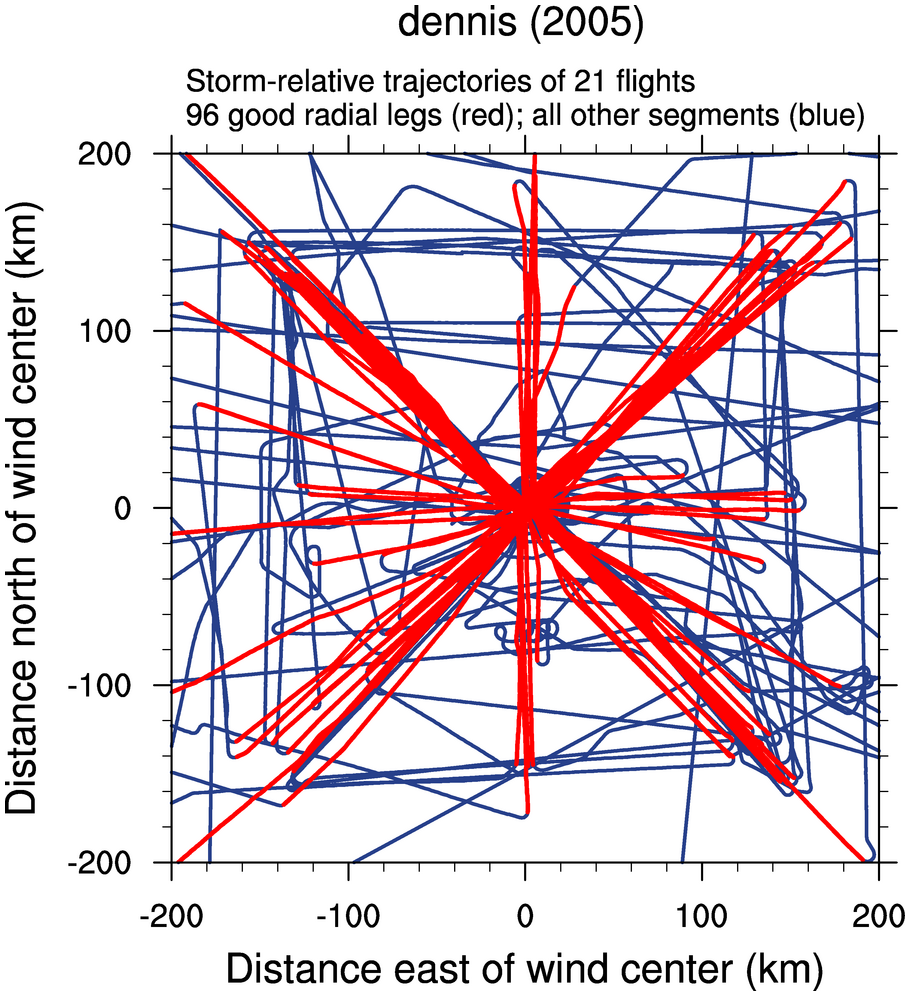 dennis (2005)
Storm-relative trajectories of 21 flights
96 good radial legs (red); all other segments (blue)
Distance north of wind center (km)
200
100
0
-100
-200
-200
-100
0
100
200
Distance east of wind center (km)